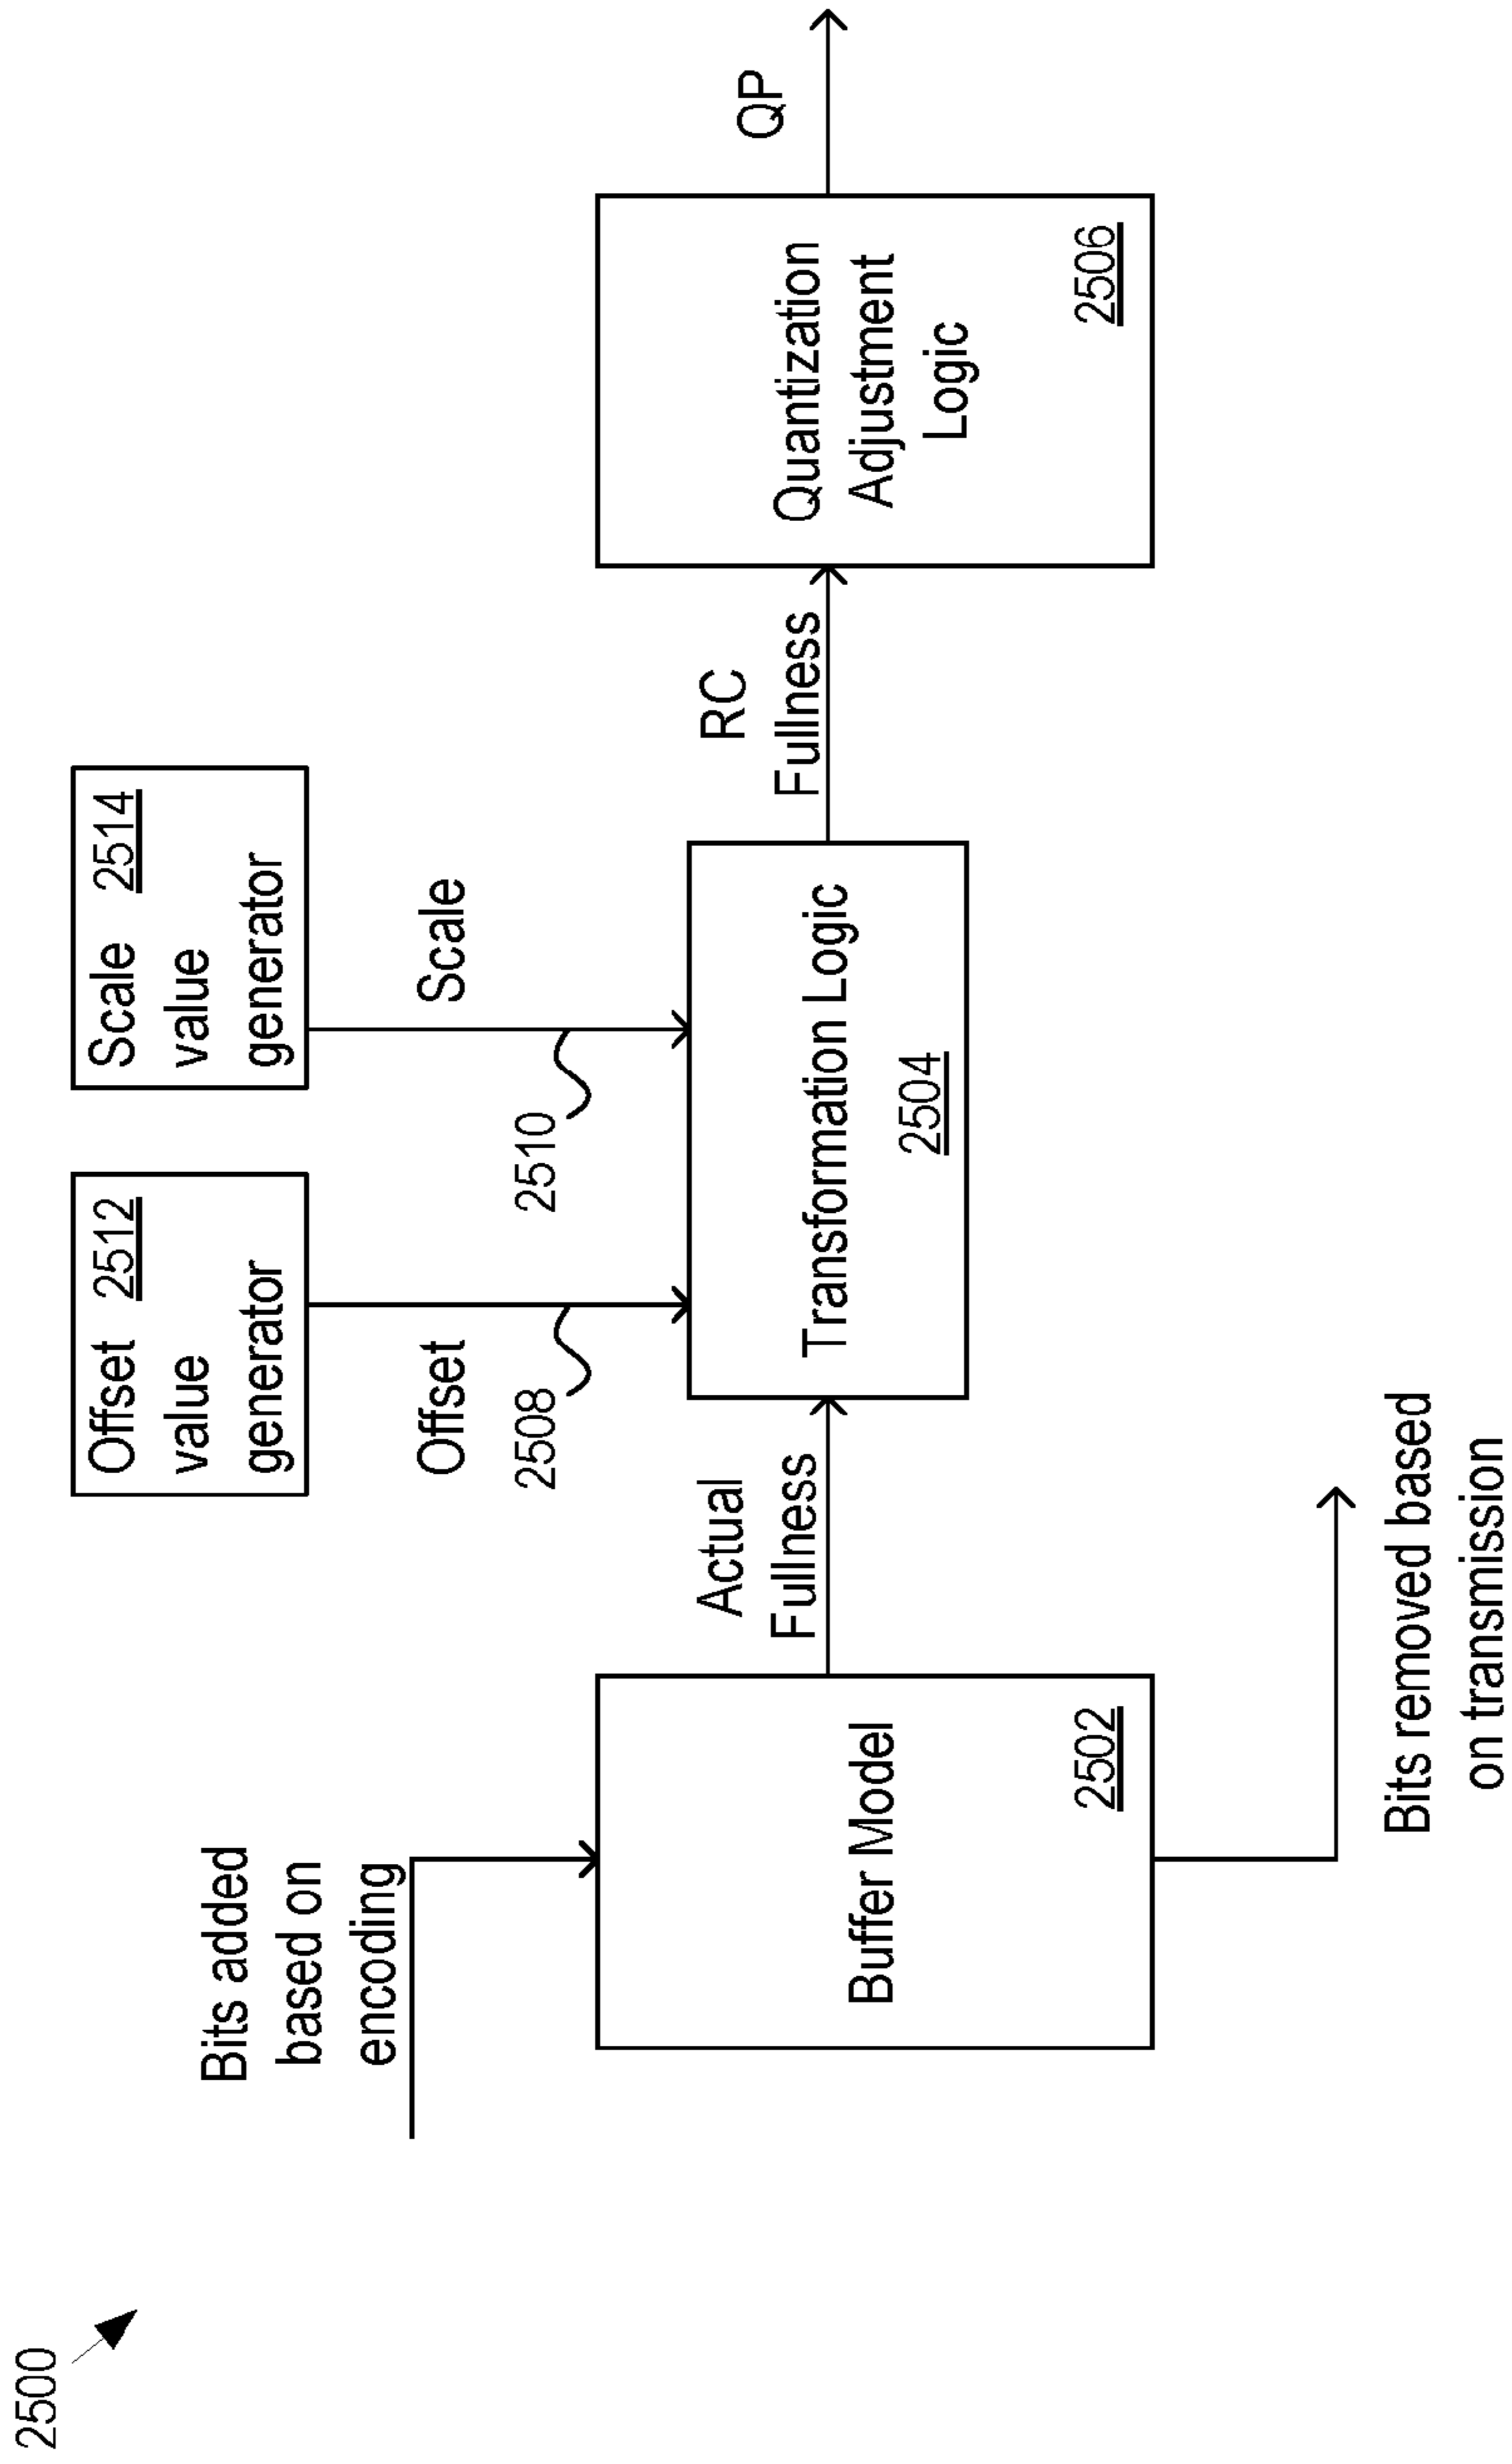 2500
Bits added
based on
encoding
Buffer Model
2502
Bits removed based
on transmission
Actual
Fullness
Offset 2512
value
generator
Offset
2508
Scale 2514
value
generator
Scale
2510
Transformation Logic
2504
RC
Fullness
Quantization
Adjustment
Logic
2506
QP